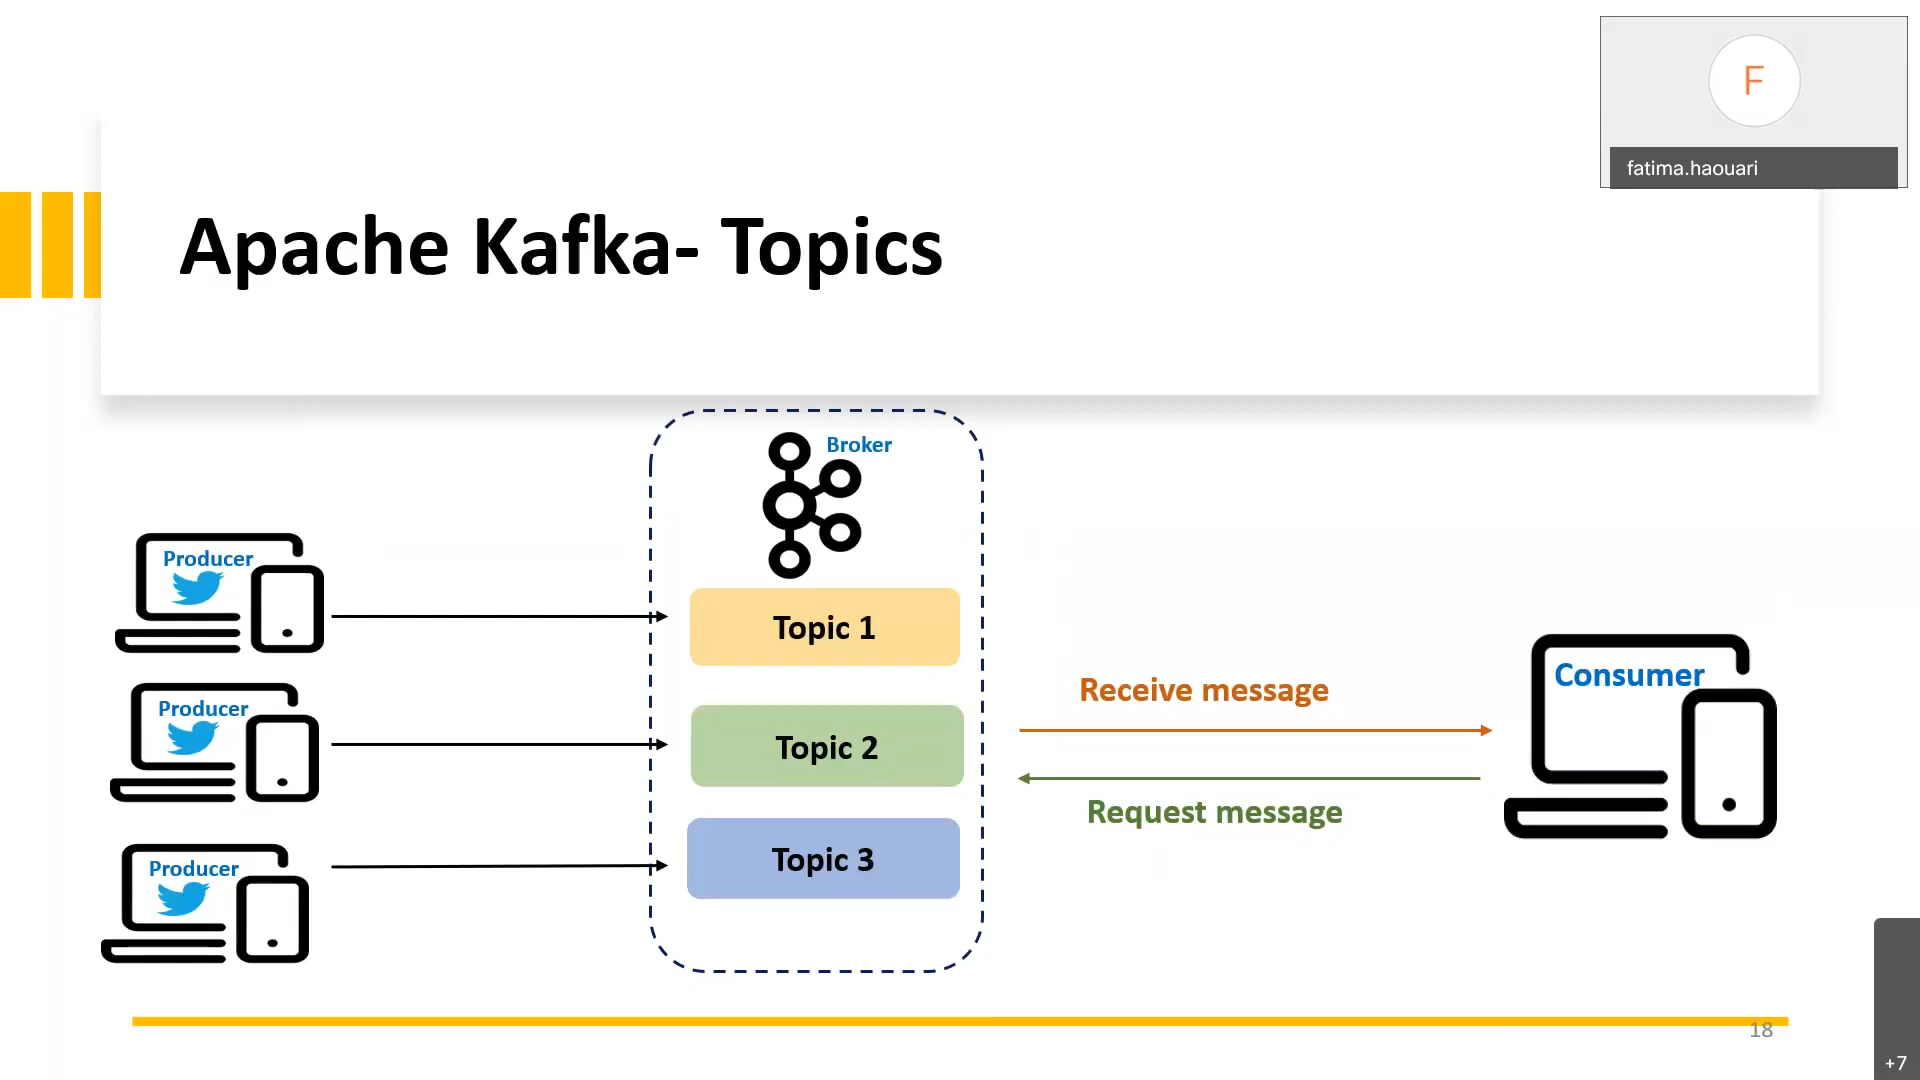 F
fatima.haouari
Apache Kafka- Topics
Broker
Producer
Topic 1
Receive message
Consumer
Producer
Topic 2
Request message
Producer
Topic 3
18
+7